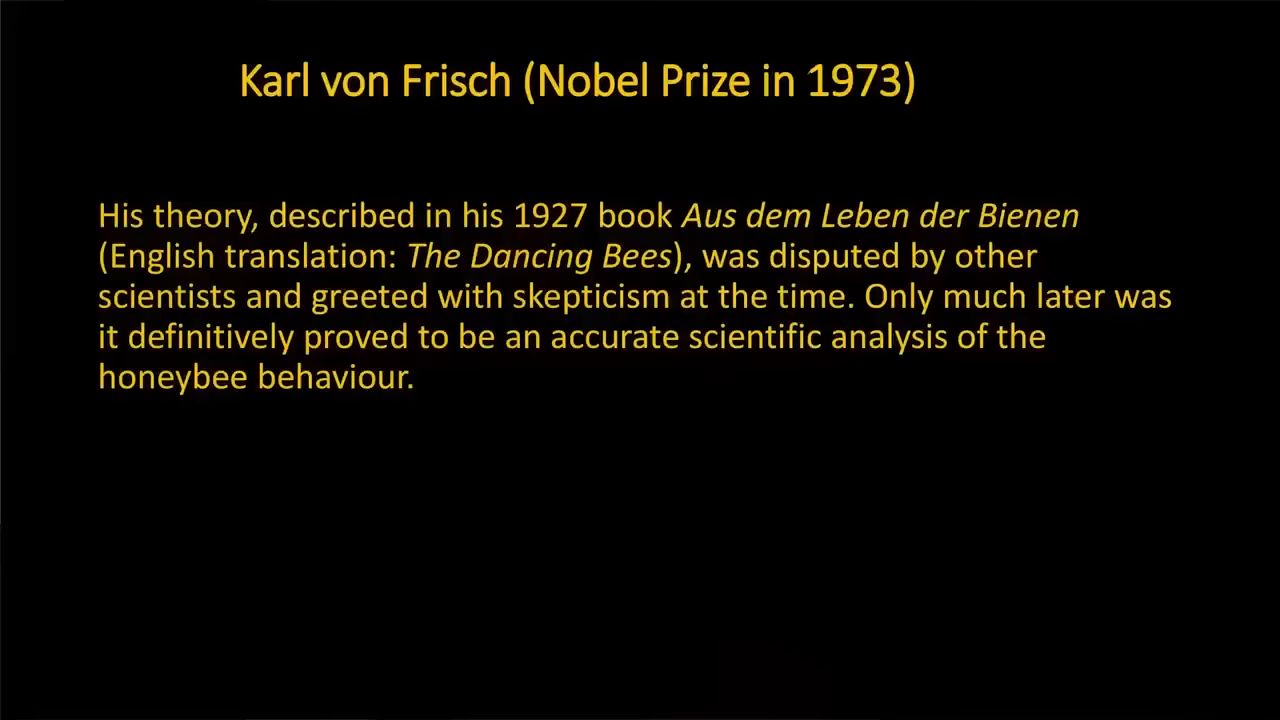 Karl von Frisch (Nobel Prize in 1973)
His theory, described in his 1927 book Aus dem Leben der Bienen
(English translation: The Dancing Bees), was disputed by other
scientists and greeted with skepticism at the time. Only much later was
it definitively proved to be an accurate scientific analysis of the
honeybee behaviour.